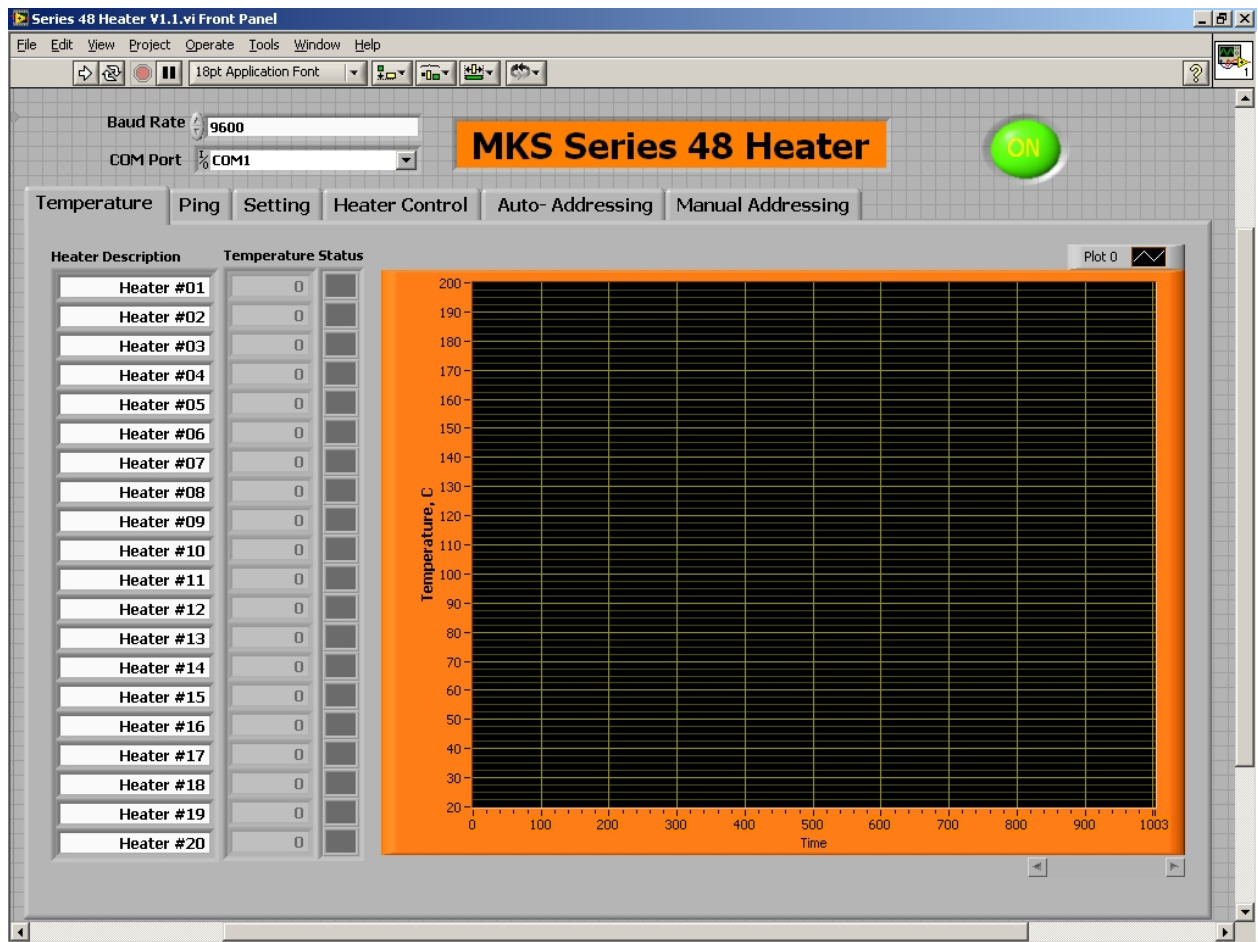 Series 48 Heater V1.1.vi Front Panel
File Edit View Project Operate Tools Window Help
18pt Application Font
1
Baud Rate 9600
COM Port COM1
MKS Series 48 Heater
ON
Temperature Ping Setting Heater Control Auto- Addressing Manual Addressing
Heater Description Temperature Status
Plot 0
Heater #01 0
Heater #02 0
Heater #03 0
Heater #04 0
Heater #05 0
Heater #06 0
Heater #07 0
Heater #08 0
Heater #09 0
Heater #10 0
Heater #11 0
Heater #12 0
Heater #13 0
Heater #14 0
Heater #15 0
Heater #16 0
Heater #17 0
Heater #18 0
Heater #19 0
Heater #20 0
Temperature, C
200
190
180
170
160
150
140
130
120
110
100
90
80
70
60
50
40
30
20
0 100 200 300 400 500 600 700 800 900 1003
Time